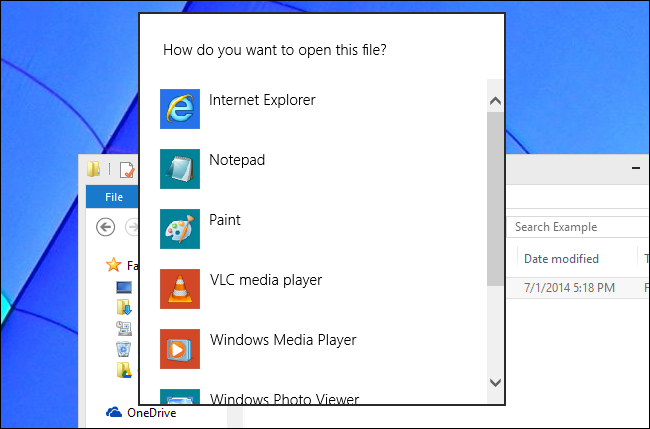 How do you want to open this file?
Internet Explorer
Notepad
Paint
VLC media player
Windows Media Player
Windows Photo Viewer
File
Search Example
Date modified
7/1/2014 5:18 PM
OneDrive